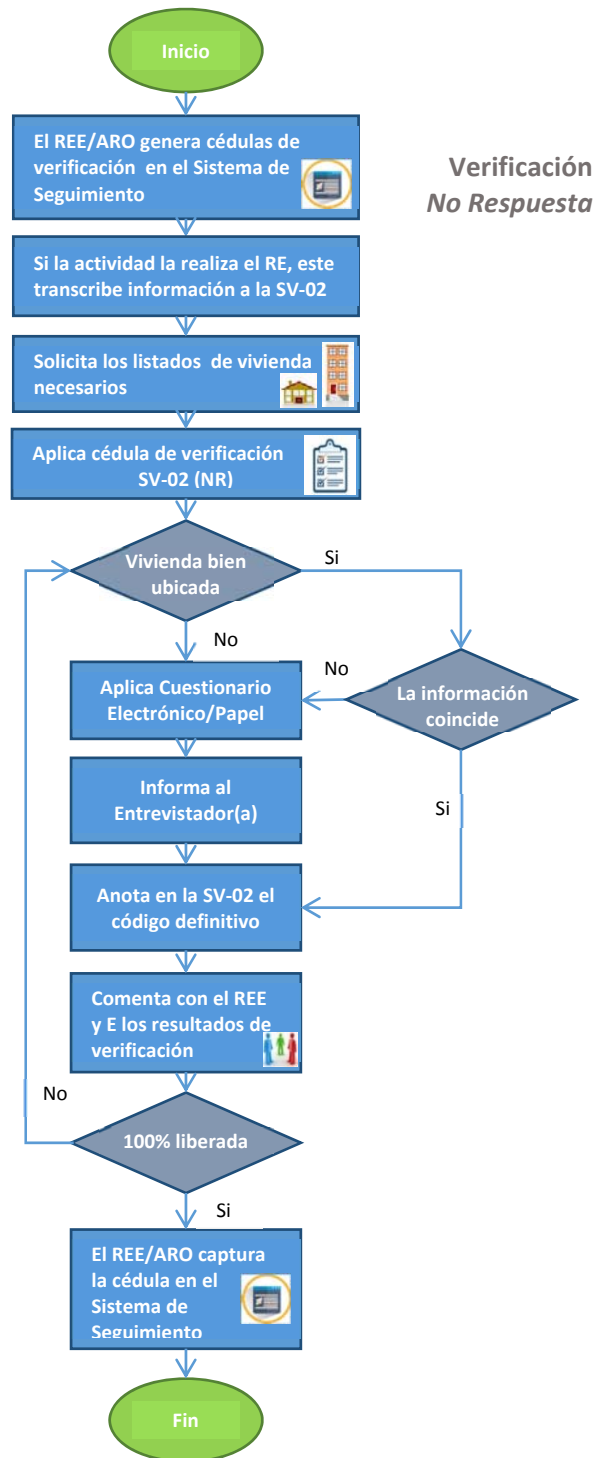 Inicio
El REE/ARO genera cédulas de
verificación en el Sistema de
Seguimiento
Verificación
No Respuesta
Si la actividad la realiza el RE, este
transcribe información a la SV-02
Solicita los listados de vivienda
necesarios
Aplica cédula de verificación
SV-02 (NR)
Vivienda bien
ubicada
Si
No
Aplica Cuestionario
Electrónico/Papel
No
La información
coincide
Informa al
Entrevistador(a)
Si
Anota en la SV-02 el
código definitivo
Comenta con el REE
y E los resultados de
verificación
No
100% liberada
Si
El REE/ARO captura
la cédula en el
Sistema de
Seguimiento
Fin